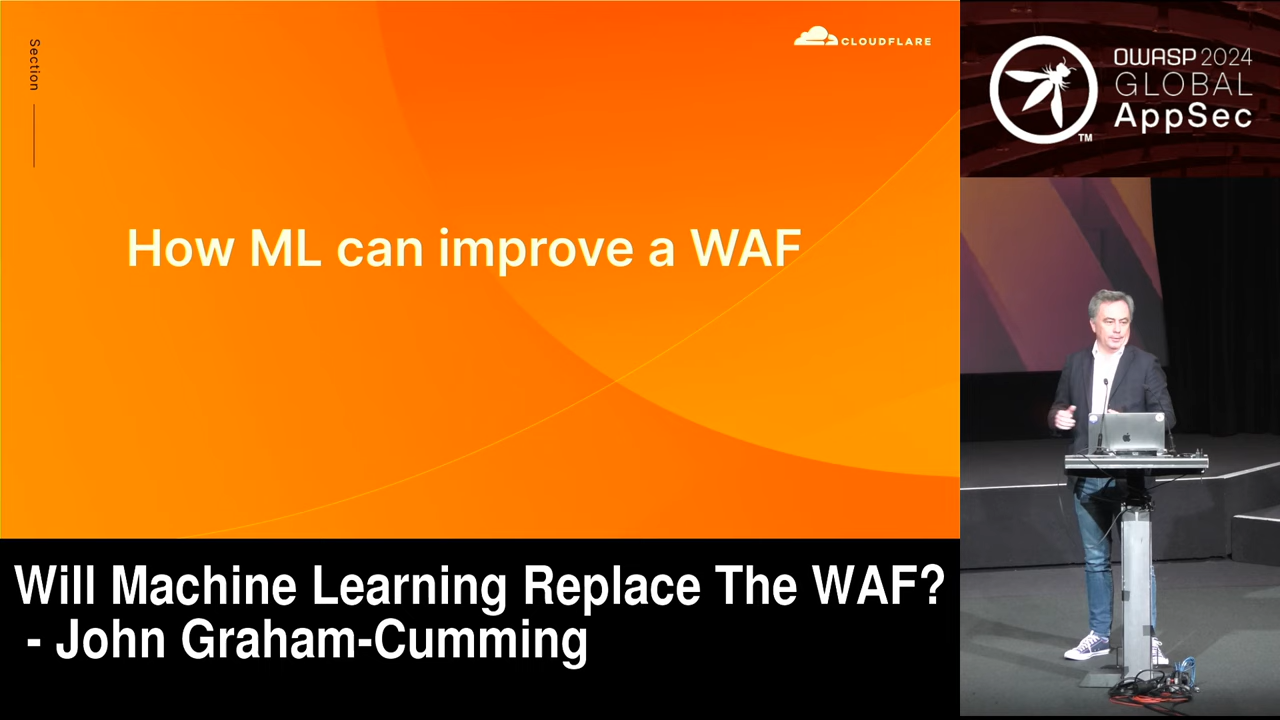 Section
CLOUDFLARE
How ML can improve a WAF
OWASP 2024
GLOBAL
AppSec
TM
Will Machine Learning Replace The WAF?
- John Graham-Cumming